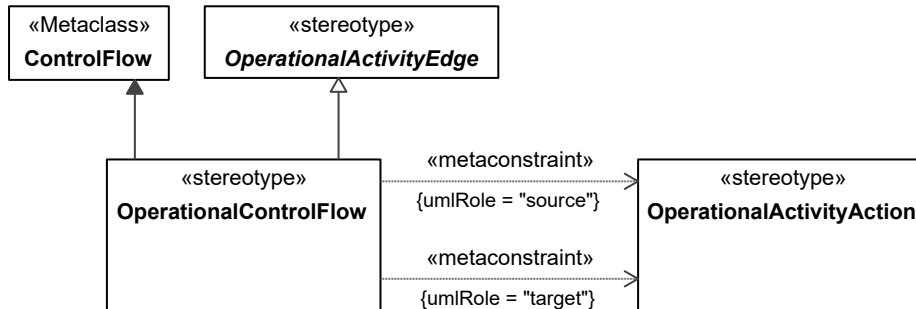 «Metaclass»
ControlFlow
«stereotype»
OperationalActivityEdge
«stereotype»
OperationalControlFlow
«metaconstraint»
{umlRole = "source"}
«metaconstraint»
{umlRole = "target"}
«stereotype»
OperationalActivityAction